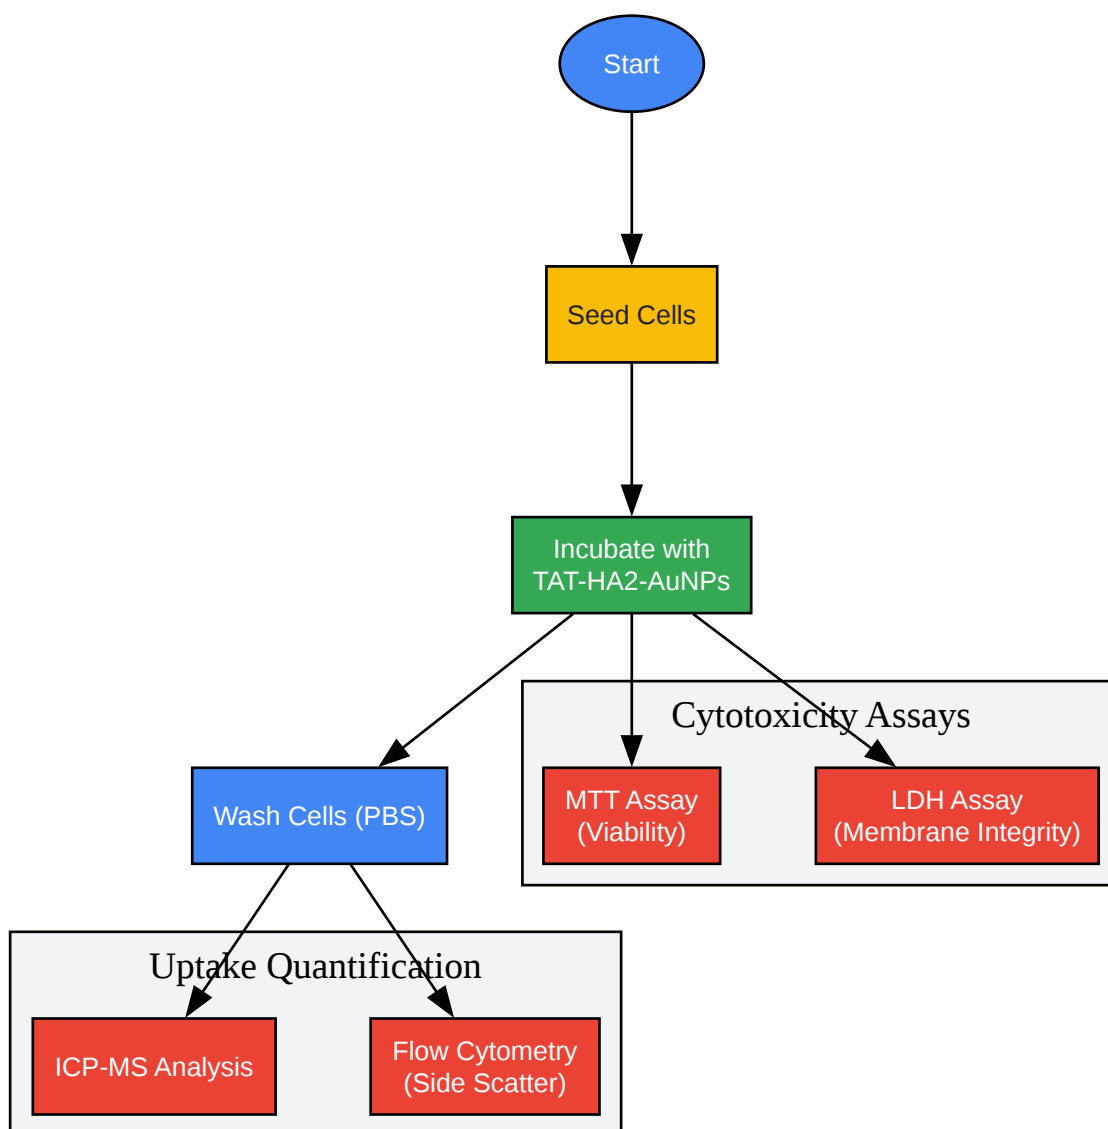 Start
Seed Cells
Incubate with
TAT-HA2-AuNPs
Cytotoxicity Assays
Wash Cells (PBS)
MTT Assay
(Viability)
LDH Assay
(Membrane Integrity)
Uptake Quantification
ICP-MS Analysis
Flow Cytometry
(Side Scatter)